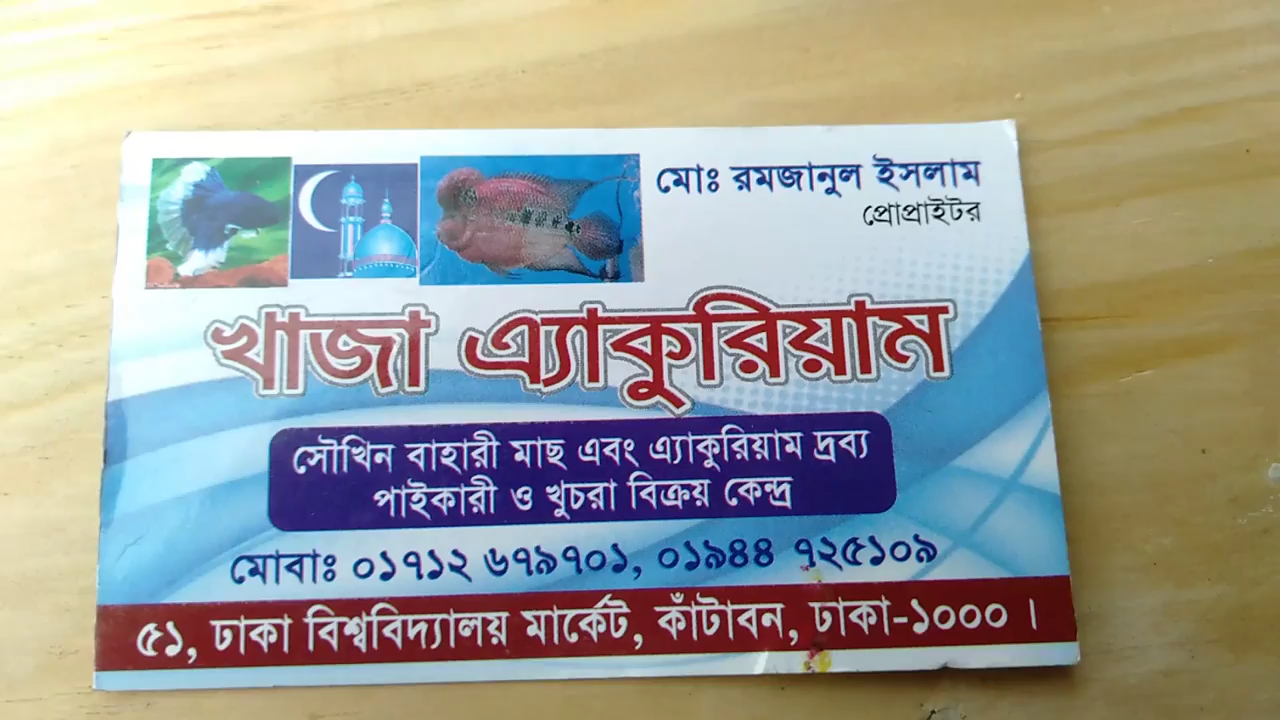 মোঃ রমজানুল ইসলাম
প্রোপ্রাইটর
খাজা এ্যাকুরিয়াম
সৌখিন বাহারী মাছ এবং এ্যাকুরিয়াম দ্রব্য
পাইকারী ও খুচরা বিক্রয় কেন্দ্র
মোবাঃ ০১৭১২ ৬৭৯৭০১, ০১৯৪৪ ৭২৫১০৯
৫১, ঢাকা বিশ্ববিদ্যালয় মার্কেট, কাঁটাবন, ঢাকা-১০০০।